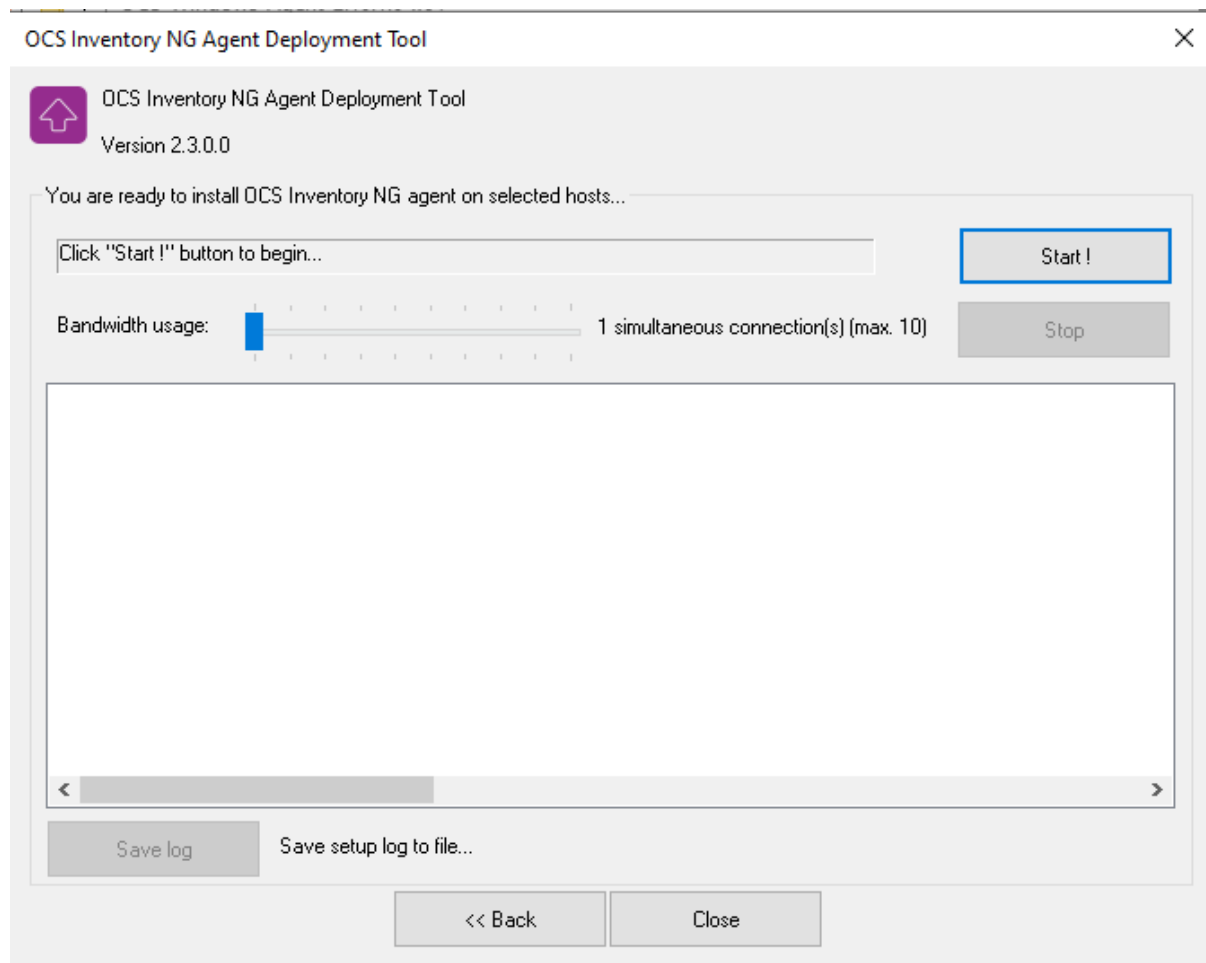 OCS Inventory NG Agent Deployment Tool
OCS Inventory NG Agent Deployment Tool
Version 2.3.0.0
You are ready to install OCS Inventory NG agent on selected hosts...
Click "Start !" button to begin...
Start !
Bandwidth usage:
1 simultaneous connection(s) (max. 10)
Stop
Save log
Save setup log to file...
<< Back
Close